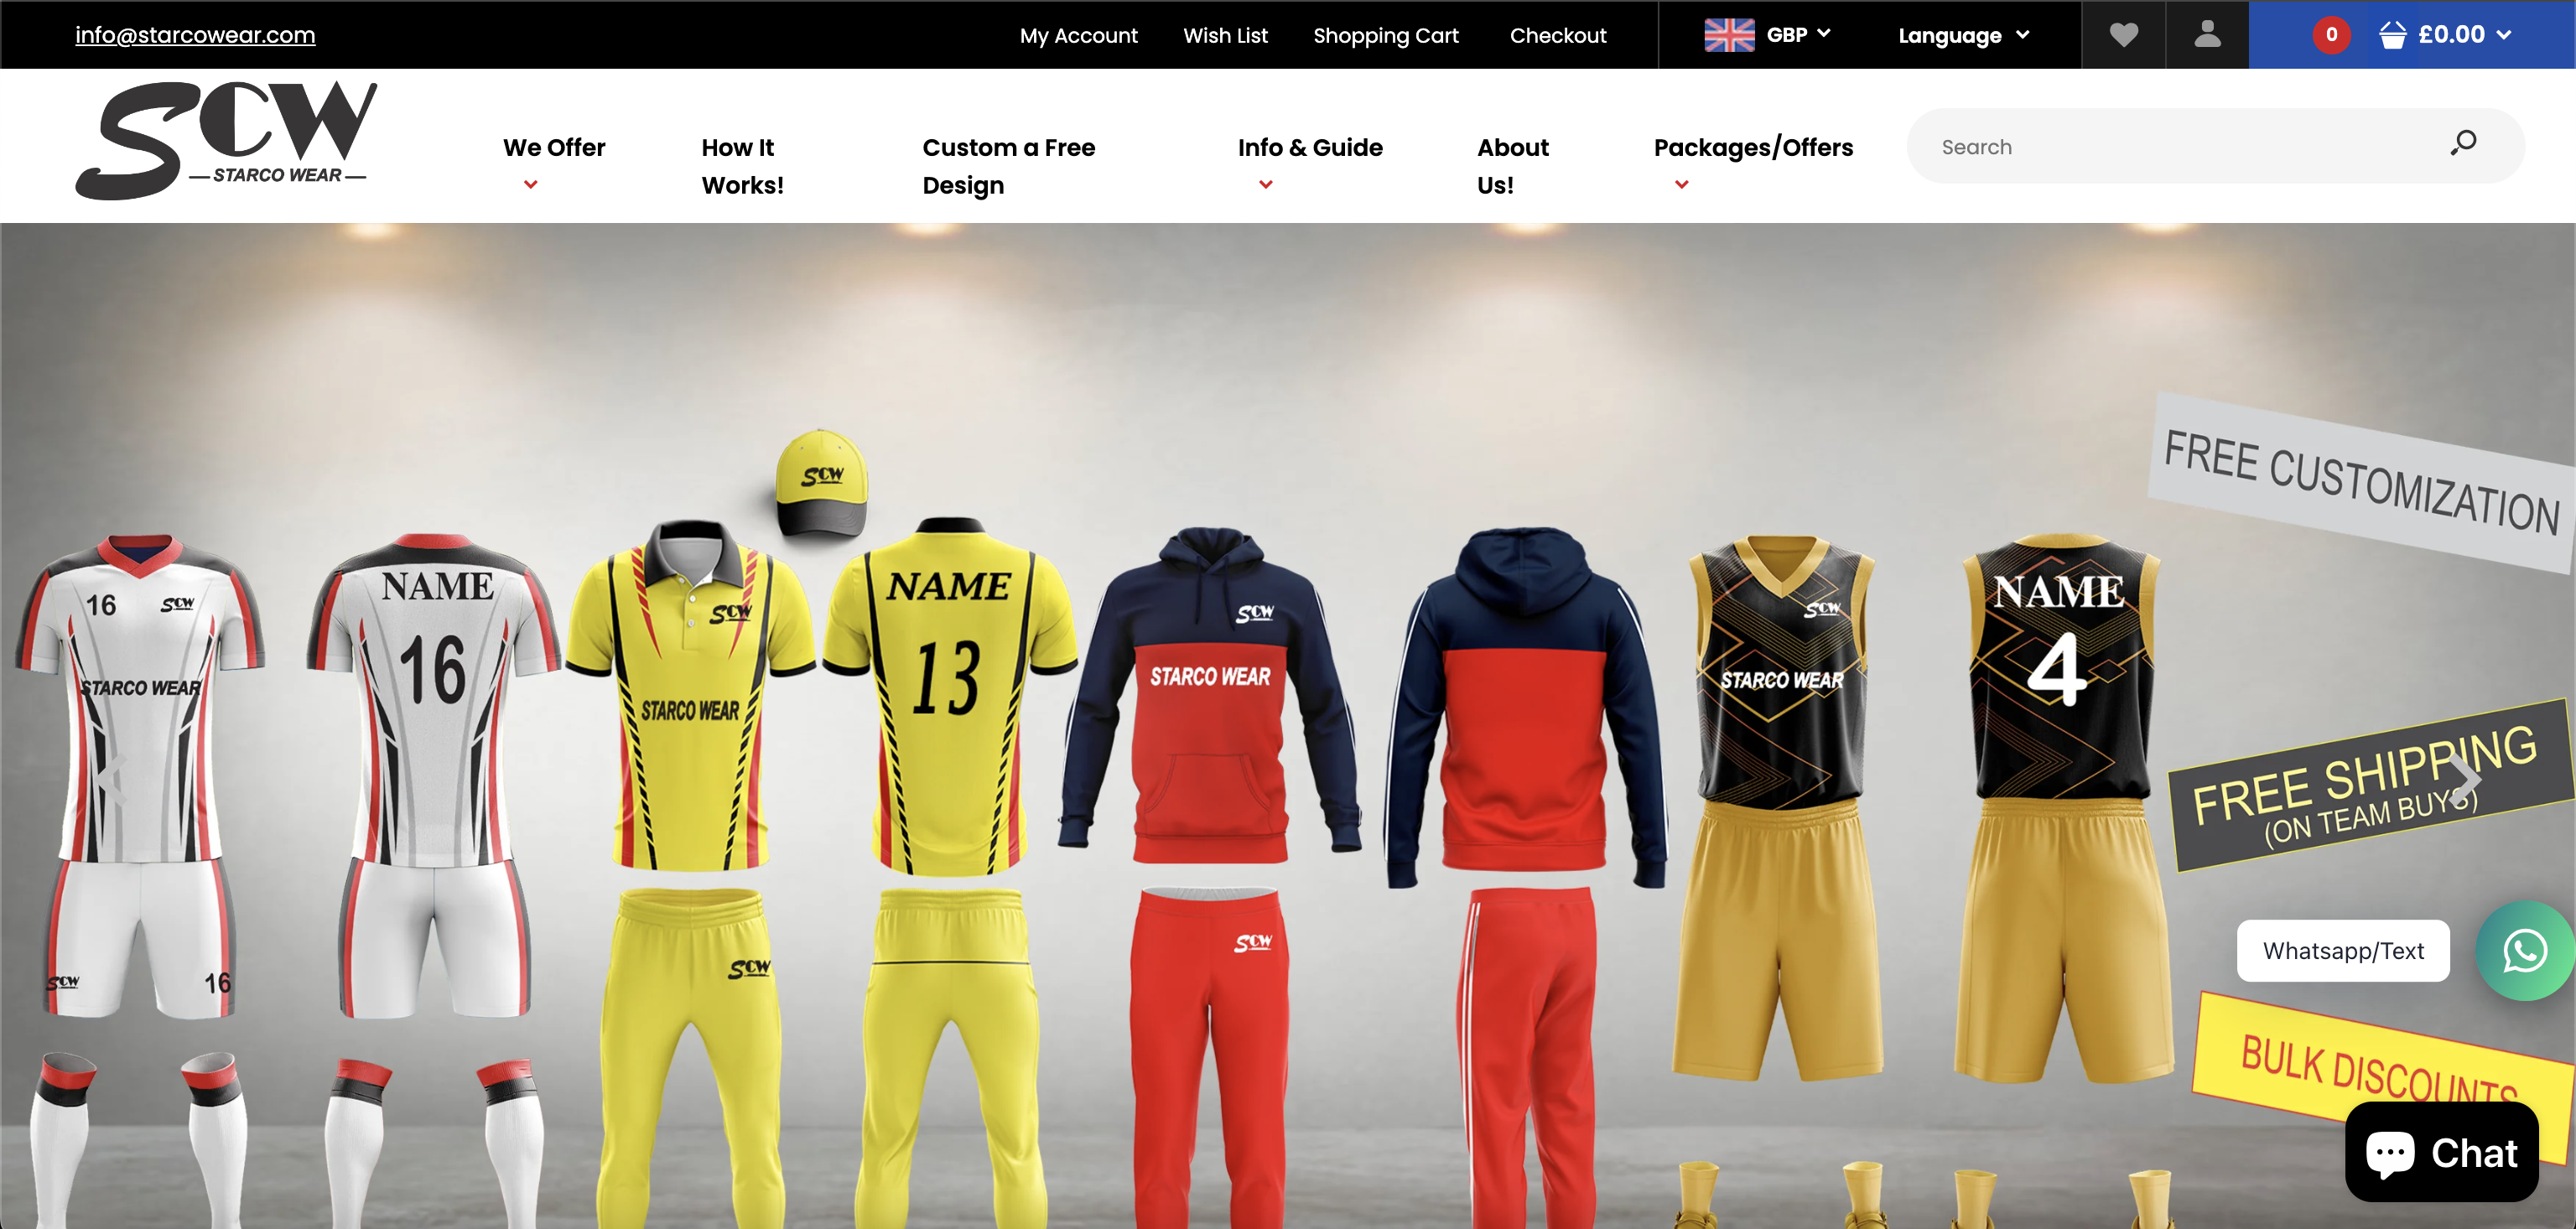 info@starcowear.com
My Account
Wish List
Shopping Cart
Checkout
GBP
Language
0
£0.00
SCW
STARCO WEAR
We Offer
How It
Works!
Custom a Free
Design
Info & Guide
About
Us!
Packages/Offers
Search
FREE CUSTOMIZATION
SCW
16
SCW
STARCO WEAR
NAME
16
SCW
STARCO WEAR
NAME
13
SCW
STARCO WEAR
SCW
STARCO WEAR
NAME
4
FREE SHIPPING
(ON TEAM BUYS)
SCW
16
SCW
SCW
Whatsapp/Text
BULK DISCOUNTS
Chat